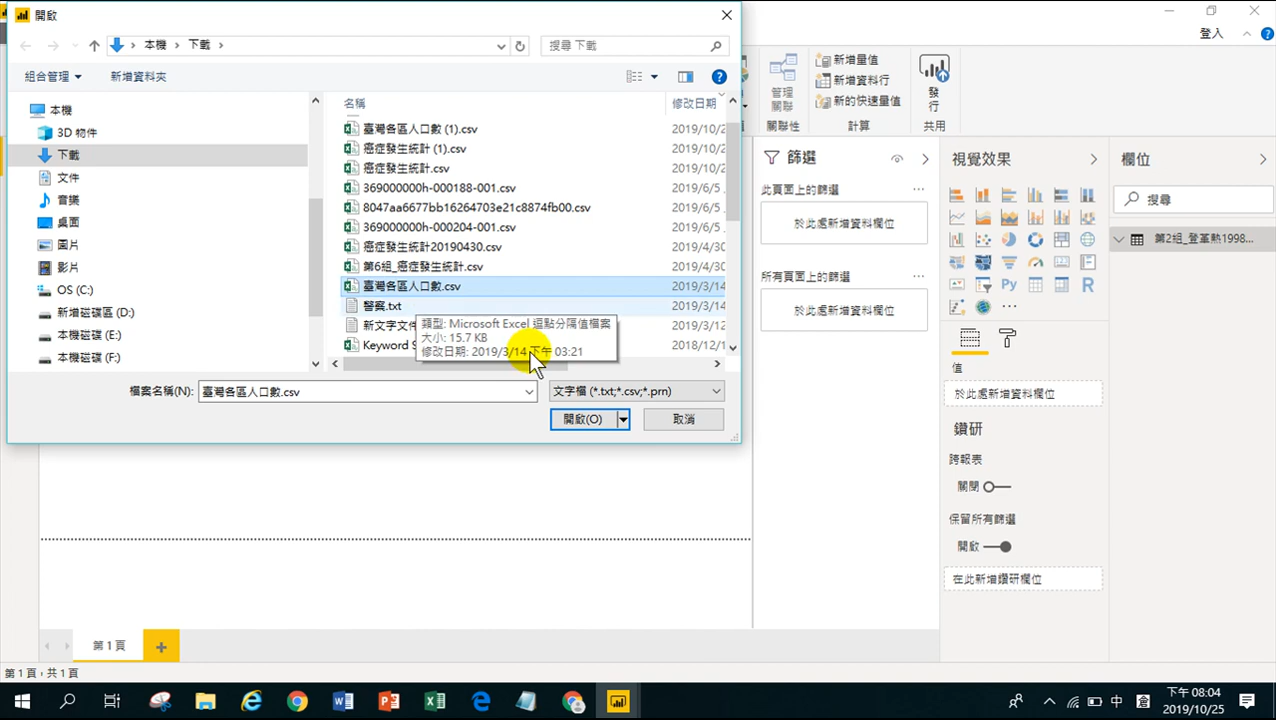 開啟
登入
本機
下載
搜尋 下載
組合管理
新增資料夾
本機
3D 物件
下載
文件
音樂
桌面
圖片
影片
OS (C:)
新增磁碟區 (D:)
本機磁碟 (E:)
本機磁碟 (F:)
名稱
修改日期
臺灣各區人口數 (1).csv
2019/10/2
癌症發生統計 (1).csv
2019/10/2
癌症發生統計.csv
2019/10/2
369000000h-000188-001.csv
2019/6/5
8047aa6677bb16264703e21c8874fb00.csv
2019/6/5
369000000h-000204-001.csv
2019/6/5
癌症發生統計20190430.csv
2019/4/30
第6組_癌症發生統計.csv
2019/4/30
臺灣各區人口數.csv
2019/3/14
警察.txt
2019/3/14
新文字文件
2019/3/12
Keyword S
2018/12/1
類型: Microsoft Excel 逗點分隔值檔案
大小: 15.7 KB
修改日期: 2019/3/14 下午 03:21
檔案名稱(N):
臺灣各區人口數.csv
文字檔 (*.txt;*.csv;*.prn)
開啟(O)
取消
管理
關聯
關聯性
新增量值
新增資料行
新的快速量值
計算
發
行
共用
篩選
此頁面上的篩選
於此處新增資料欄位
所有頁面上的篩選
於此處新增資料欄位
視覺效果
Py
R
值
於此處新增資料欄位
鑽研
跨報表
關閉
保留所有篩選
開啟
在此新增鑽研欄位
欄位
搜尋
第2組_登革熱1998...
第 1 頁
第 1 頁，共 1 頁
中
倉
下午 08:04
2019/10/25